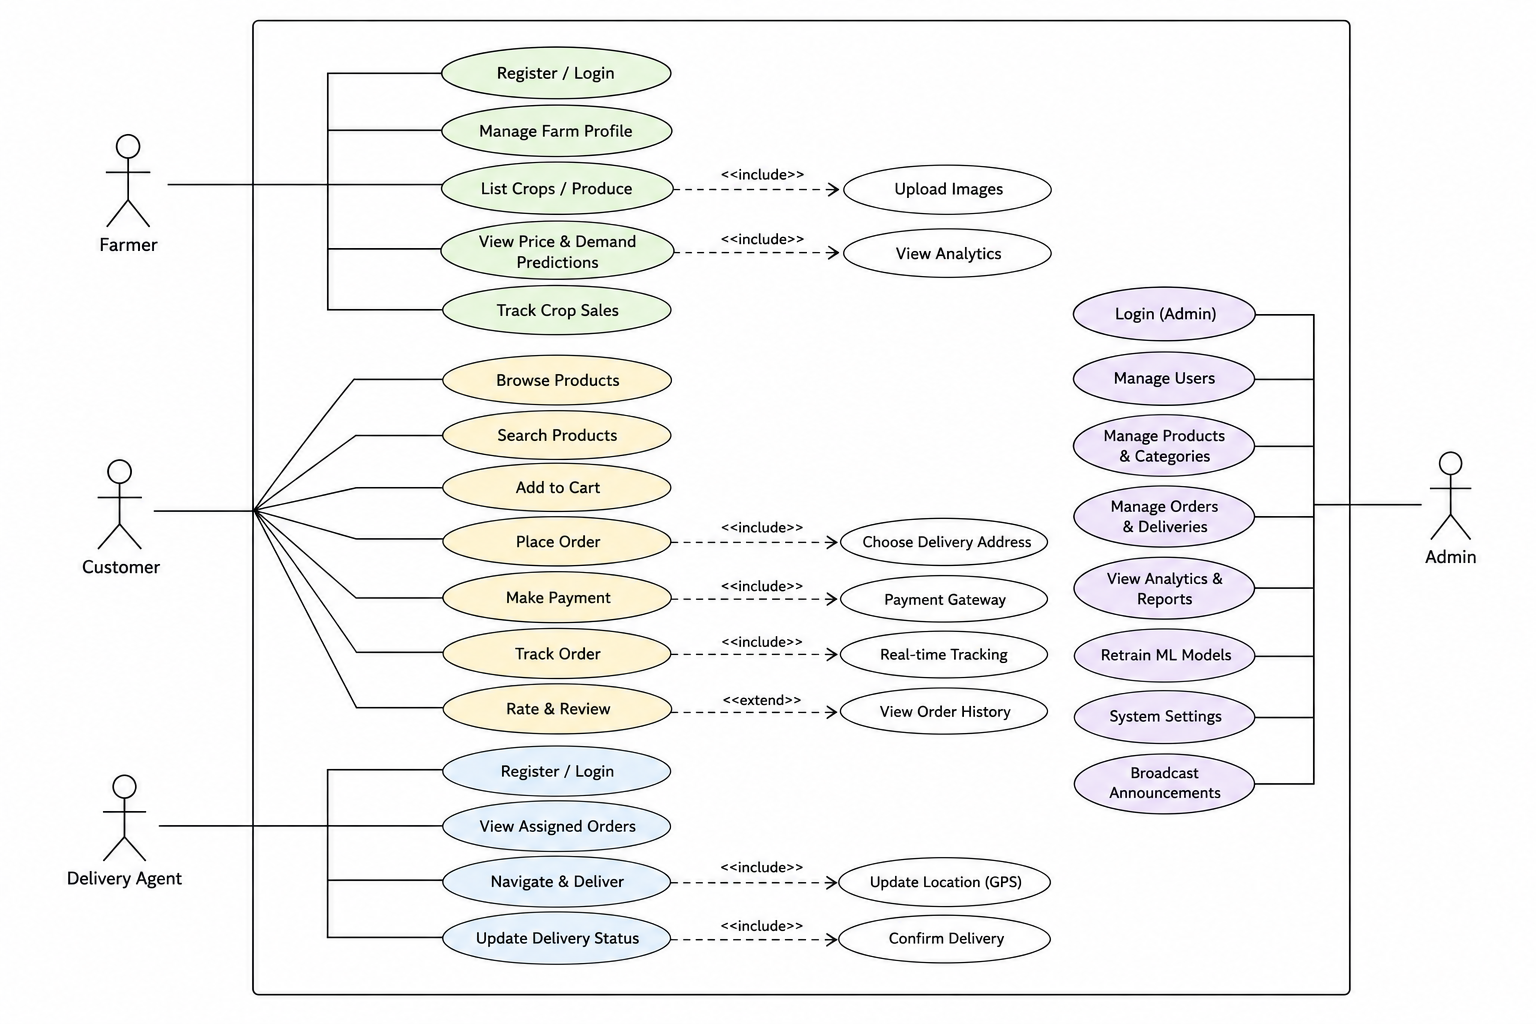 Register / Login
Manage Farm Profile
List Crops / Produce
<<include>>
Upload Images
View Price & Demand
Predictions
<<include>>
View Analytics
Track Crop Sales
Farmer
Browse Products
Search Products
Add to Cart
Place Order
<<include>>
Choose Delivery Address
Make Payment
<<include>>
Payment Gateway
Track Order
<<include>>
Real-time Tracking
Rate & Review
<<extend>>
View Order History
Customer
Register / Login
View Assigned Orders
Navigate & Deliver
<<include>>
Update Location (GPS)
Update Delivery Status
<<include>>
Confirm Delivery
Delivery Agent
Login (Admin)
Manage Users
Manage Products
& Categories
Manage Orders
& Deliveries
View Analytics &
Reports
Retrain ML Models
System Settings
Broadcast
Announcements
Admin